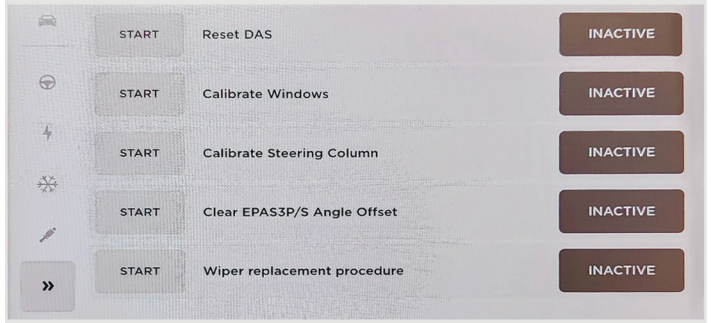 START Reset DAS INACTIVE
START Calibrate Windows INACTIVE
START Calibrate Steering Column INACTIVE
START Clear EPAS3P/S Angle Offset INACTIVE
START Wiper replacement procedure INACTIVE